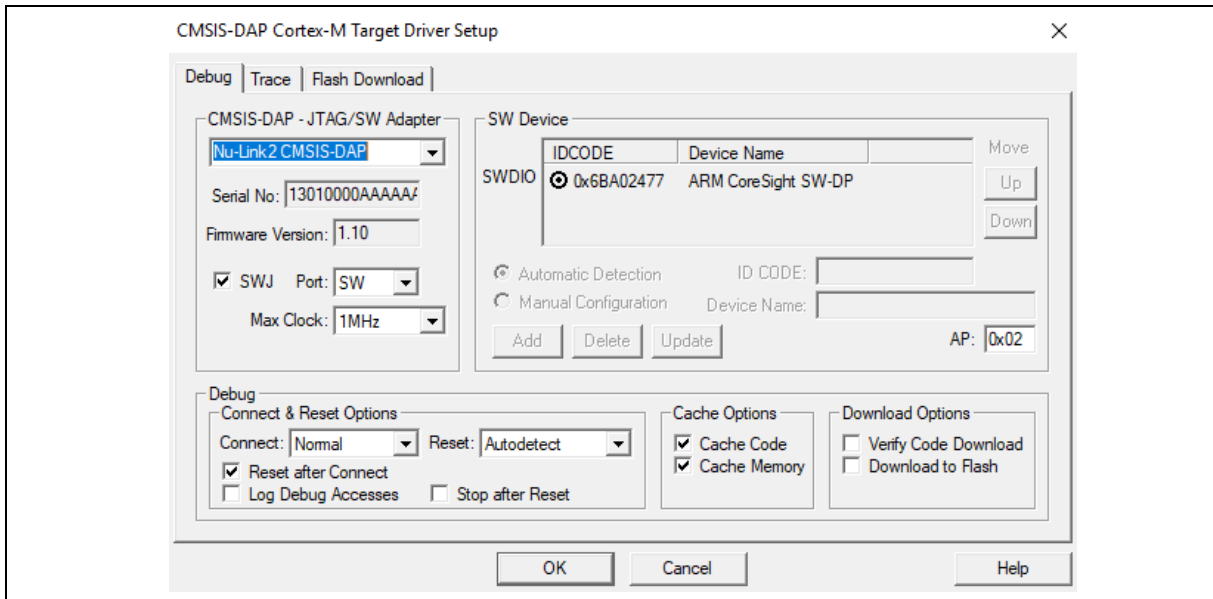 CMSIS-DAP Cortex-M Target Driver Setup
Debug
Trace
Flash Download
CMSIS-DAP - JTAG/SW Adapter
Nu-Link2 CMSIS-DAP
Serial No: 13010000AAAAAA
Firmware Version: 1.10
SWJ Port: SW
Max Clock: 1MHz
SW Device
IDCODE Device Name
SWDIO 0x6BA02477 ARM CoreSight SW-DP
Move
Up
Down
Automatic Detection ID CODE:
Manual Configuration Device Name:
Add Delete Update AP: 0x02
Debug
Connect & Reset Options
Connect: Normal Reset: Autodetect
Reset after Connect
Log Debug Accesses Stop after Reset
Cache Options
Cache Code
Cache Memory
Download Options
Verify Code Download
Download to Flash
OK Cancel Help